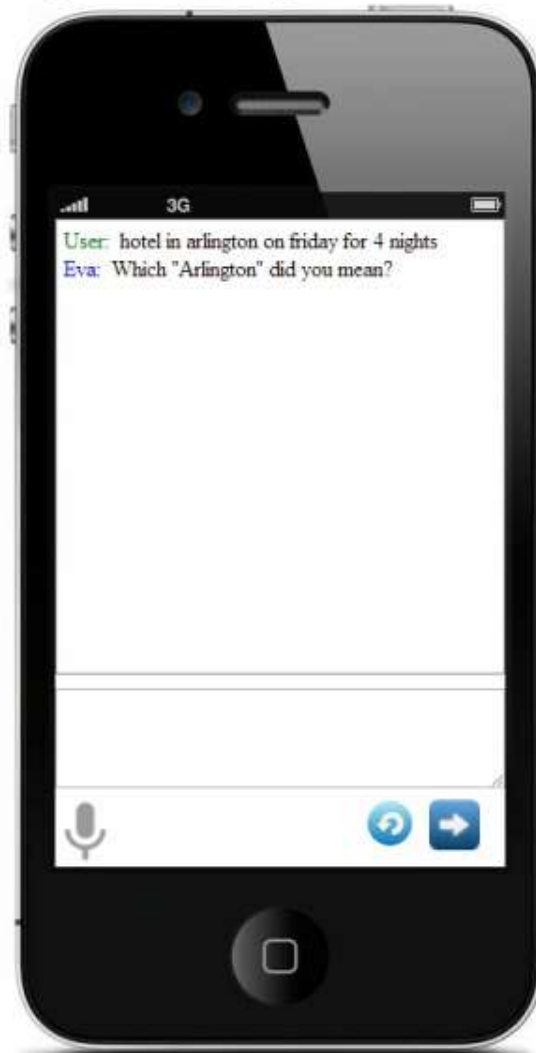 3G
User: hotel in arlington on friday for 4 nights
Eva: Which "Arlington" did you mean?